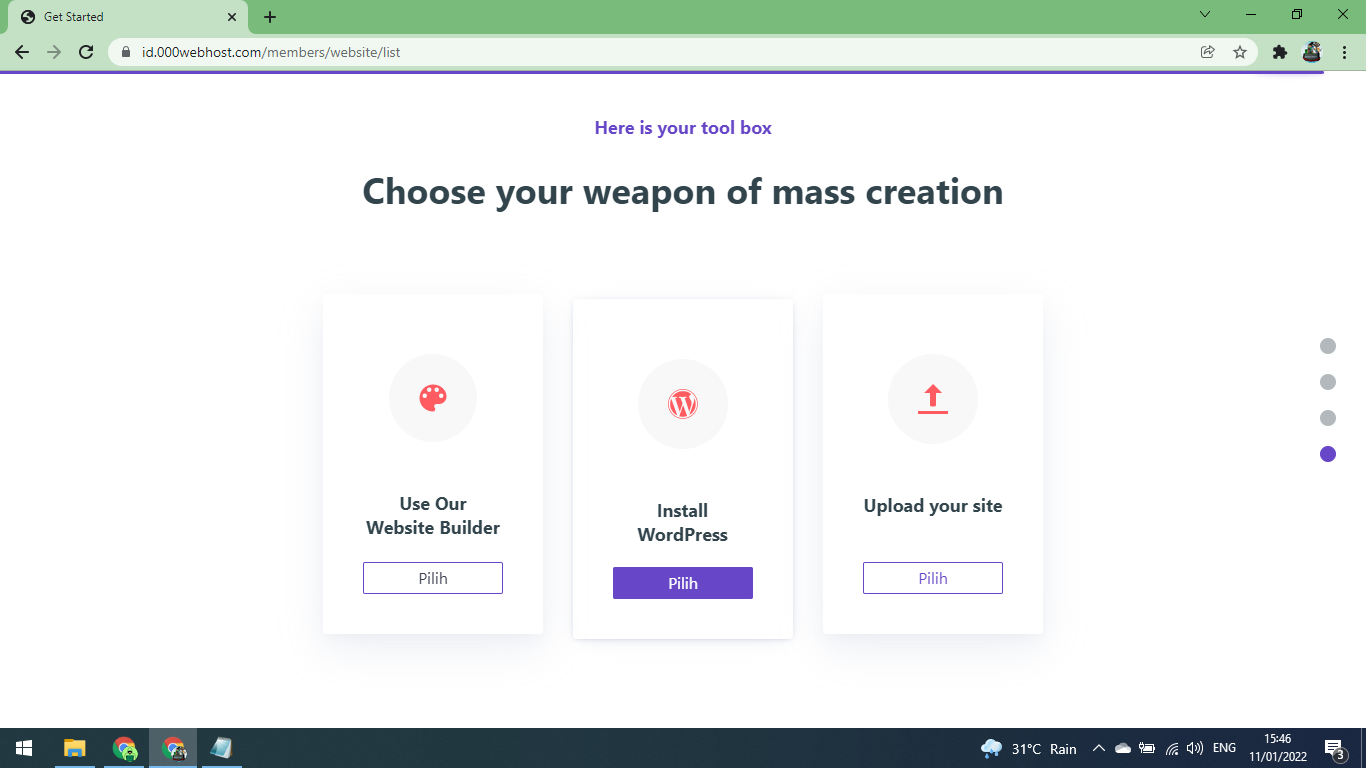 Get Started
id.000webhost.com/members/website/list
Here is your tool box
Choose your weapon of mass creation
Use Our
Website Builder
Pilih
Install
WordPress
Pilih
Upload your site
Pilih
31°C Rain
ENG
15:46
11/01/2022
3